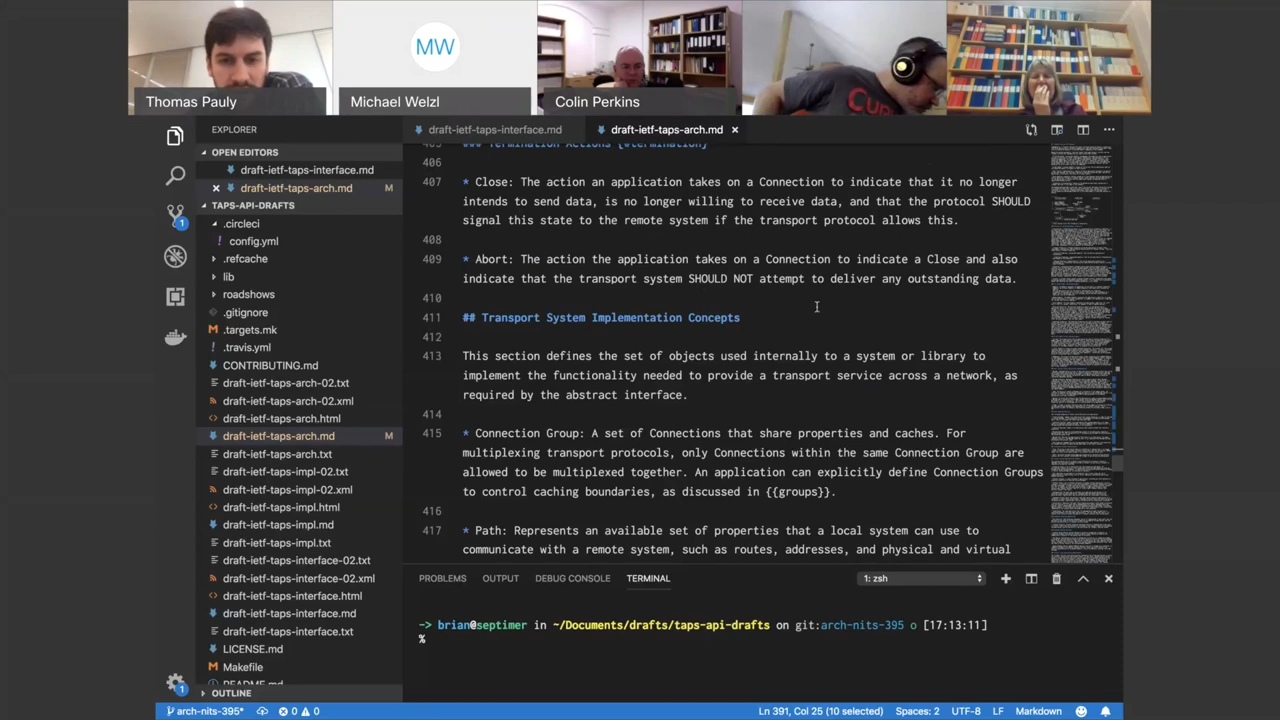 MW
Thomas Pauly
Michael Welzl
Colin Perkins
CUR
EXPLORER
OPEN EDITORS
draft-ietf-taps-interface.md
draft-ietf-taps-arch.md M
TAPS-API-DRAFTS
.circleci
config.yml
.refcache
lib
roadshows
.gitignore
.targets.mk
.travis.yml
CONTRIBUTING.md
draft-ietf-taps-arch-02.txt
draft-ietf-taps-arch-02.xml
draft-ietf-taps-arch.html
draft-ietf-taps-arch.md M
draft-ietf-taps-arch.txt
draft-ietf-taps-impl-02.txt
draft-ietf-taps-impl-02.xml
draft-ietf-taps-impl.html
draft-ietf-taps-impl.md
draft-ietf-taps-impl.txt
draft-ietf-taps-interface-02.txt
draft-ietf-taps-interface-02.xml
draft-ietf-taps-interface.html
draft-ietf-taps-interface.md
draft-ietf-taps-interface.txt
LICENSE.md
Makefile
README.md
OUTLINE
draft-ietf-taps-interface.md
draft-ietf-taps-arch.md
405 ### Termination Actions {#termination}
406
407 * Close: The action an application takes on a Connection to indicate that it no longer
intends to send data, is no longer willing to receive data, and that the protocol SHOULD
signal this state to the remote system if the transport protocol allows this.
408
409 * Abort: The action the application takes on a Connection to indicate a Close and also
indicate that the transport system SHOULD NOT attempt to deliver any outstanding data.
410
411 ## Transport System Implementation Concepts
412
413 This section defines the set of objects used internally to a system or library to
implement the functionality needed to provide a transport service across a network, as
required by the abstract interface.
414
415 * Connection Group: A set of Connections that share properties and caches. For
multiplexing transport protocols, only Connections within the same Connection Group are
allowed to be multiplexed together. An application can explicitly define Connection Groups
to control caching boundaries, as discussed in {{groups}}.
416
417 * Path: Represents an available set of properties that a local system can use to
communicate with a remote system, such as routes, addresses, and physical and virtual
PROBLEMS OUTPUT DEBUG CONSOLE TERMINAL 1: zsh
-> brian@septimer in ~/Documents/drafts/taps-api-drafts on git:arch-nits-395 o [17:13:11]
%
1
1
arch-nits-395* 0 0 Ln 391, Col 25 (10 selected) Spaces: 2 UTF-8 LF Markdown